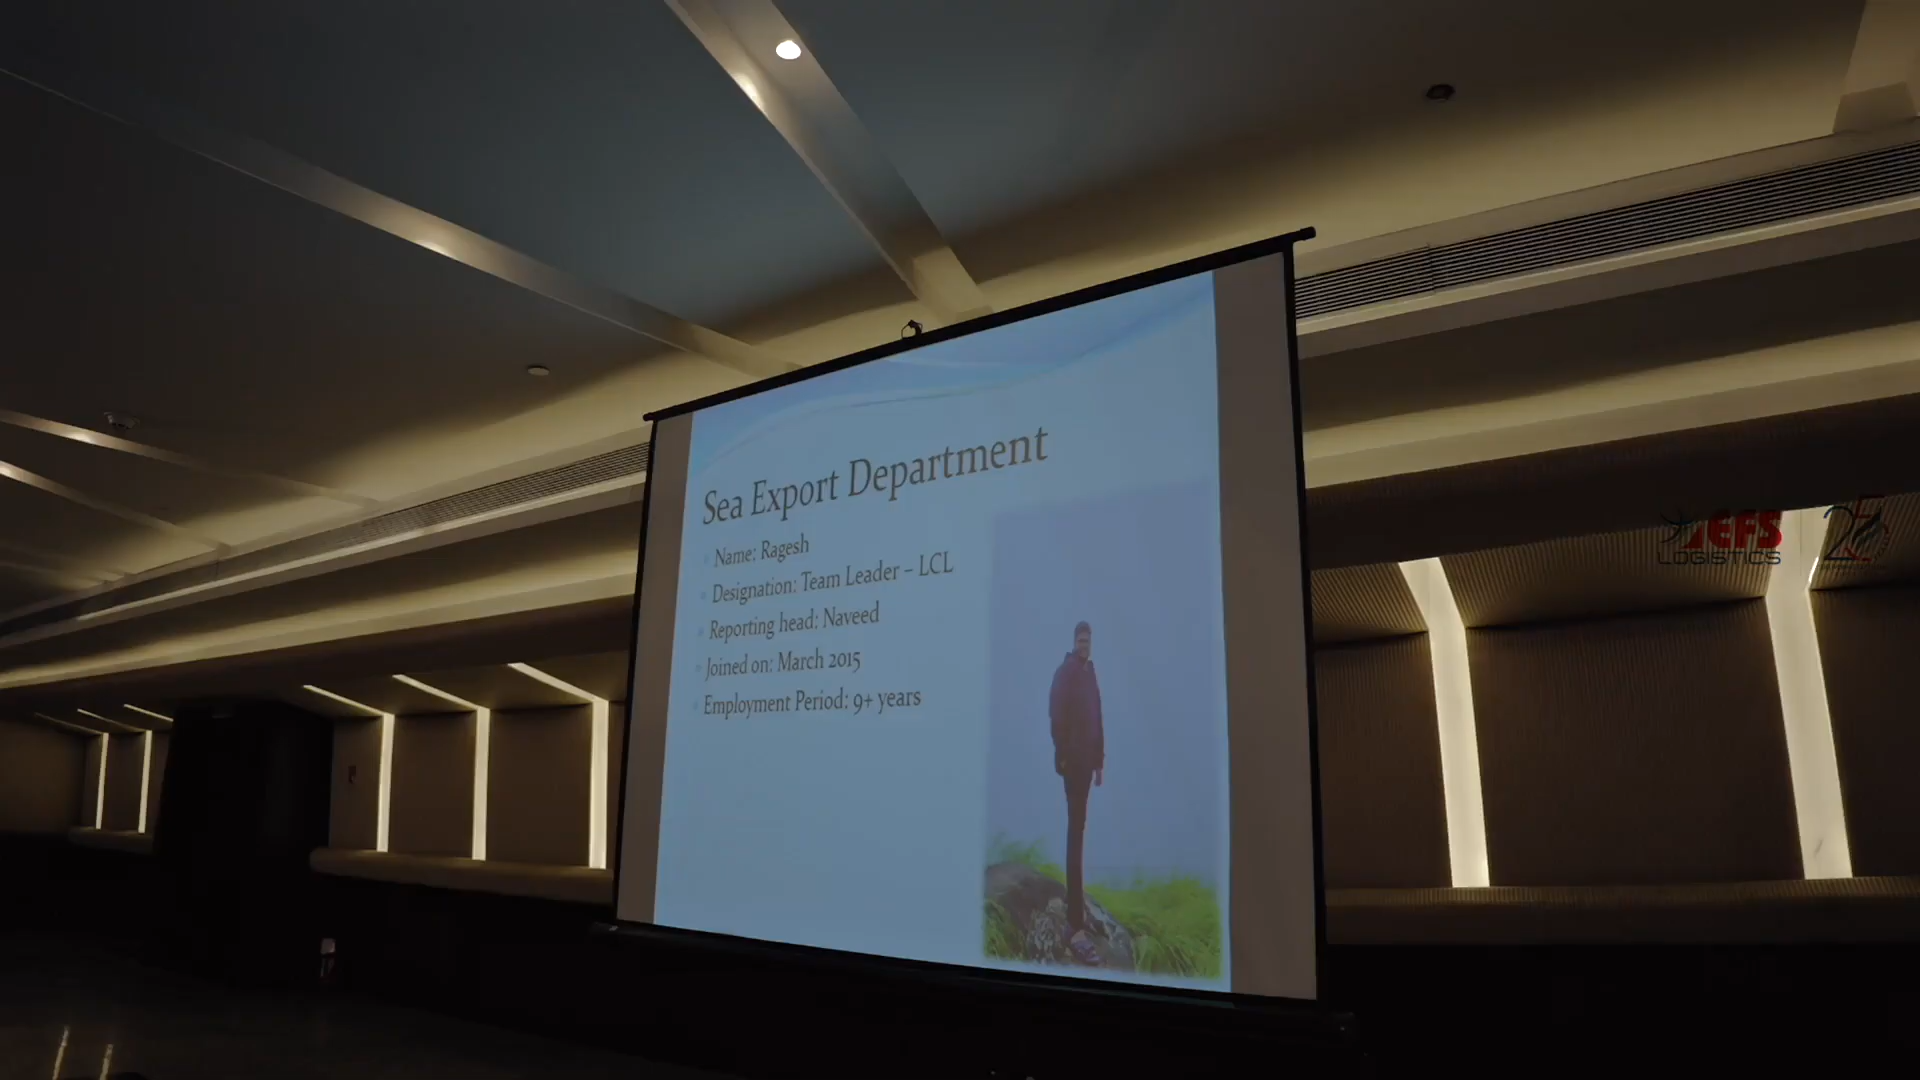 Sea Export Department
Name: Ragesh
Designation: Team Leader – LCL
Reporting head: Naveed
Joined on: March 2015
Employment Period: 9+ years
EFS
LOGISTICS
25